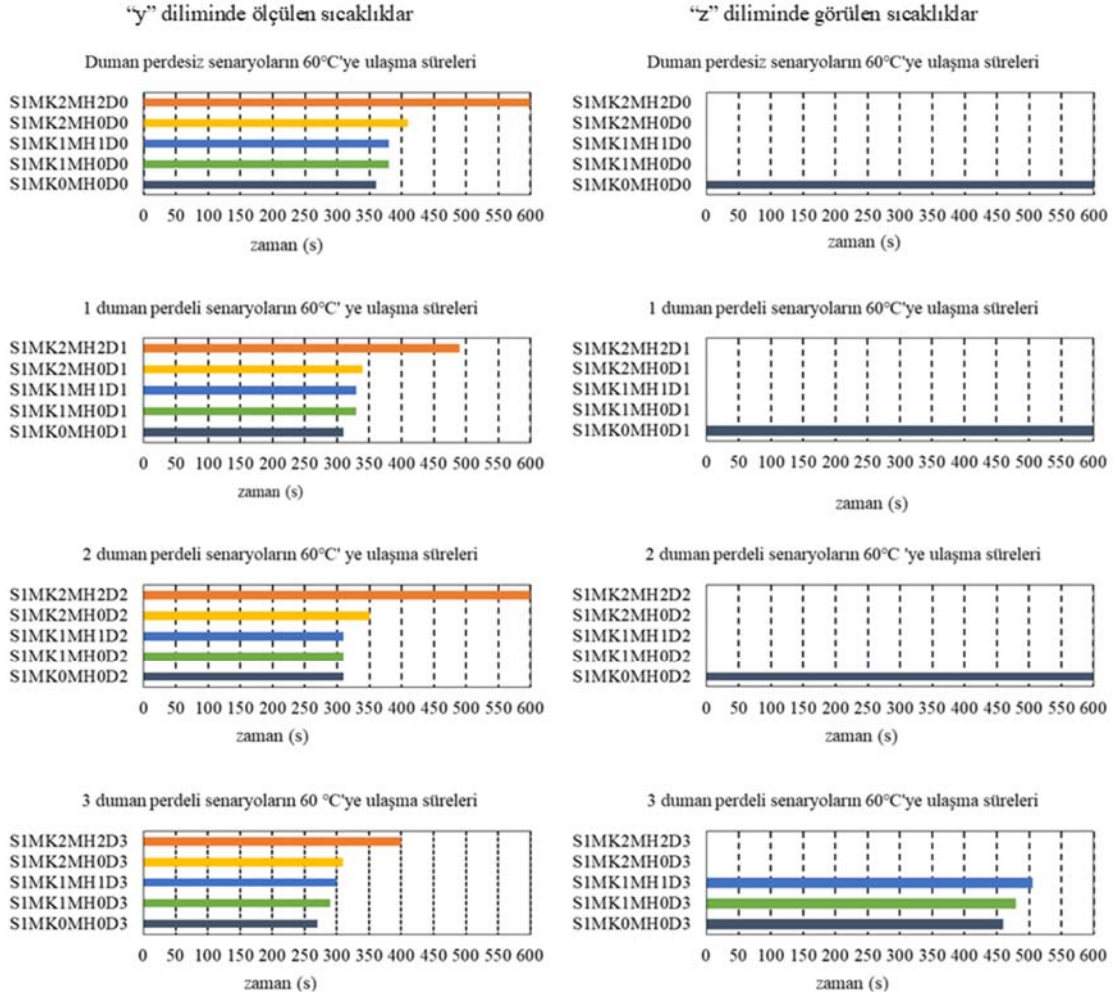 “y” diliminde ölçülen sıcaklıklar
Duman perdesiz senaryoların 60°C'ye ulaşma süreleri
S1MK2MH2D0
S1MK2MH0D0
S1MK1MH1D0
S1MK1MH0D0
S1MK0MH0D0
0 50 100 150 200 250 300 350 400 450 500 550 600
zaman (s)
1 duman perdeli senaryoların 60°C' ye ulaşma süreleri
S1MK2MH2D1
S1MK2MH0D1
S1MK1MH1D1
S1MK1MH0D1
S1MK0MH0D1
0 50 100 150 200 250 300 350 400 450 500 550 600
zaman (s)
2 duman perdeli senaryoların 60°C' ye ulaşma süreleri
S1MK2MH2D2
S1MK2MH0D2
S1MK1MH1D2
S1MK1MH0D2
S1MK0MH0D2
0 50 100 150 200 250 300 350 400 450 500 550 600
zaman (s)
3 duman perdeli senaryoların 60 °C'ye ulaşma süreleri
S1MK2MH2D3
S1MK2MH0D3
S1MK1MH1D3
S1MK1MH0D3
S1MK0MH0D3
0 50 100 150 200 250 300 350 400 450 500 550 600
zaman (s)
“z” diliminde görülen sıcaklıklar
Duman perdesiz senaryoların 60°C'ye ulaşma süreleri
S1MK2MH2D0
S1MK2MH0D0
S1MK1MH1D0
S1MK1MH0D0
S1MK0MH0D0
0 50 100 150 200 250 300 350 400 450 500 550 600
zaman (s)
1 duman perdeli senaryoların 60°C'ye ulaşma süreleri
S1MK2MH2D1
S1MK2MH0D1
S1MK1MH1D1
S1MK1MH0D1
S1MK0MH0D1
0 50 100 150 200 250 300 350 400 450 500 550 600
zaman (s)
2 duman perdeli senaryoların 60°C 'ye ulaşma süreleri
S1MK2MH2D2
S1MK2MH0D2
S1MK1MH1D2
S1MK1MH0D2
S1MK0MH0D2
0 50 100 150 200 250 300 350 400 450 500 550 600
zaman (s)
3 duman perdeli senaryoların 60°C'ye ulaşma süreleri
S1MK2MH2D3
S1MK2MH0D3
S1MK1MH1D3
S1MK1MH0D3
S1MK0MH0D3
0 50 100 150 200 250 300 350 400 450 500 550 600
zaman (s)